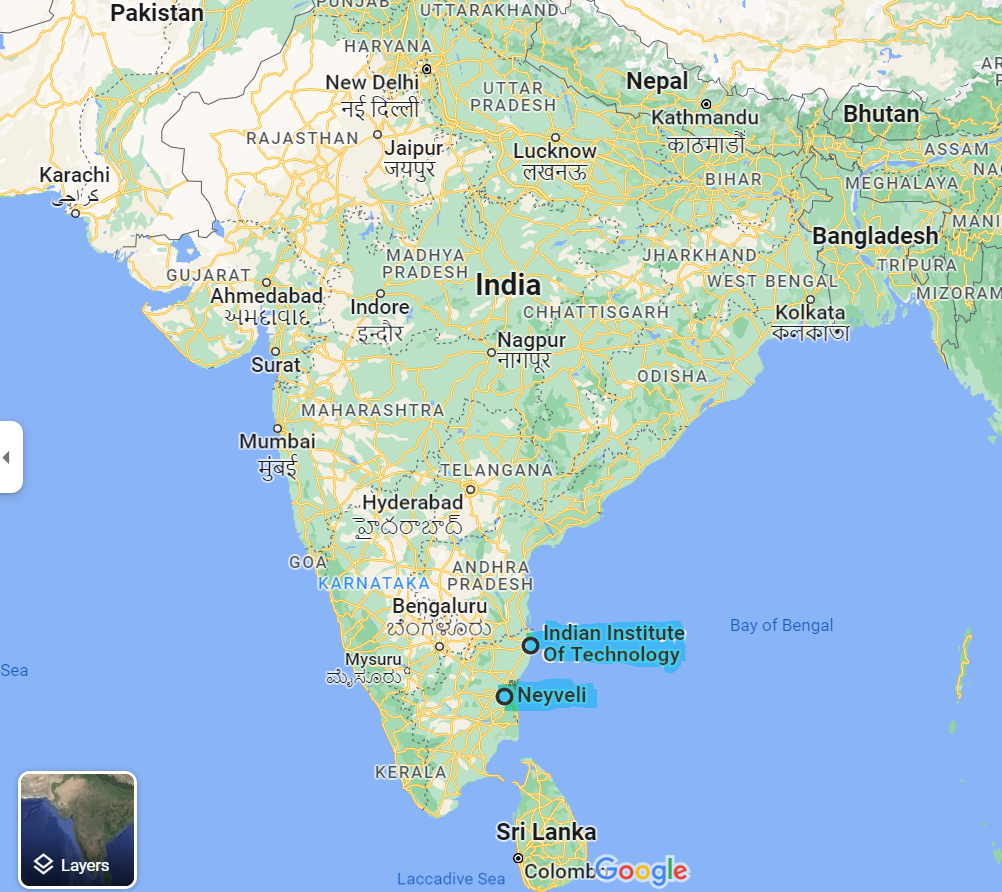 Pakistan
PUNJAB
UTTARAKHAND
HARYANA
New Delhi
नई दिल्ली
Nepal
UTTAR
PRADESH
Kathmandu
काठमाडौं
Bhutan
RAJASTHAN
Jaipur
जयपुर
Lucknow
लखनऊ
ASSAM
Karachi
کراچی
BIHAR
MEGHALAYA
MANI
Bangladesh
MADHYA
PRADESH
JHARKHAND
GUJARAT
WEST BENGAL
TRIPURA
India
Ahmedabad
અમદાવાદ
Indore
इन्दौर
MIZORAM
CHHATTISGARH
Kolkata
কলকাতা
Nagpur
नागपूर
Surat
ODISHA
MAHARASHTRA
Mumbai
मुंबई
TELANGANA
Hyderabad
హైదరాబాద్
GOA
KARNATAKA
ANDHRA
PRADESH
Bengaluru
ಬೆಂಗಳೂರು
Bay of Bengal
Indian Institute
Of Technology
Mysuru
ಮೈಸೂರು
Sea
Neyveli
KERALA
Sri Lanka
Layers
Colomb
Google
Laccadive Sea